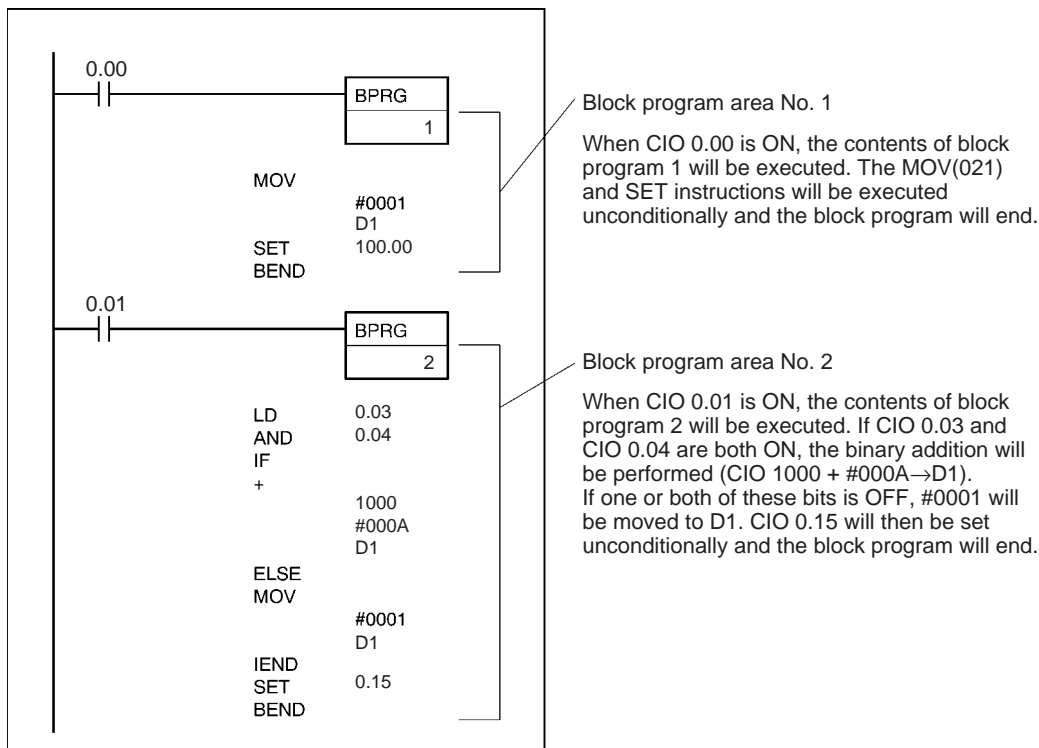 0.00
BPRG
1
MOV
#0001
D1
SET 100.00
BEND
Block program area No. 1
When CIO 0.00 is ON, the contents of block
program 1 will be executed. The MOV(021)
and SET instructions will be executed
unconditionally and the block program will end.
0.01
BPRG
2
LD 0.03
AND 0.04
IF
+
1000
#000A
D1
ELSE
MOV
#0001
D1
IEND
SET 0.15
BEND
Block program area No. 2
When CIO 0.01 is ON, the contents of block
program 2 will be executed. If CIO 0.03 and
CIO 0.04 are both ON, the binary addition will
be performed (CIO 1000 + #000A→D1).
If one or both of these bits is OFF, #0001 will
be moved to D1. CIO 0.15 will then be set
unconditionally and the block program will end.